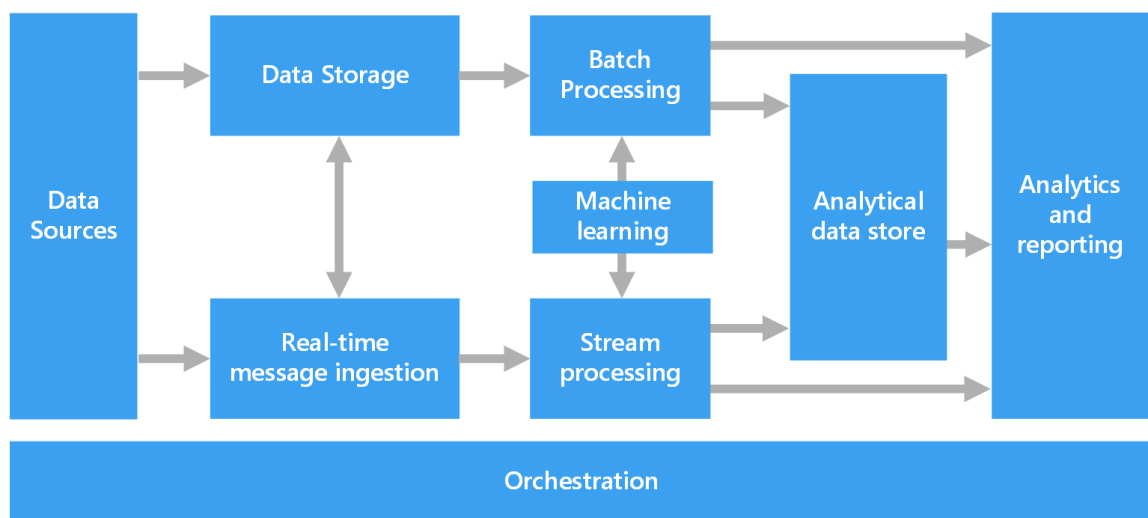 Data
Sources
Data Storage
Real-time
message ingestion
Batch
Processing
Machine
learning
Stream
processing
Analytical
data store
Analytics
and
reporting
Orchestration